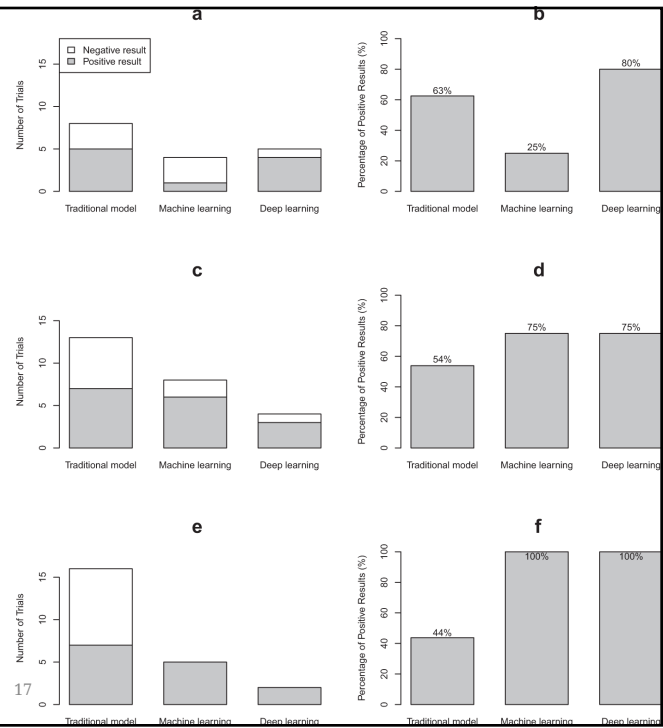 a
Number of Trials
0
5
10
15
Negative result
Positive result
Traditional model Machine learning Deep learning
b
Percentage of Positive Results (%)
0
20
40
60
80
100
63%
25%
80%
Traditional model Machine learning Deep learning
c
Number of Trials
0
5
10
15
Traditional model Machine learning Deep learning
d
Percentage of Positive Results (%)
0
20
40
60
80
100
54%
75%
75%
Traditional model Machine learning Deep learning
e
Number of Trials
0
5
10
15
Traditional model Machine learning Deep learning
f
Percentage of Positive Results (%)
0
20
40
60
80
100
44%
100%
100%
Traditional model Machine learning Deep learning
17